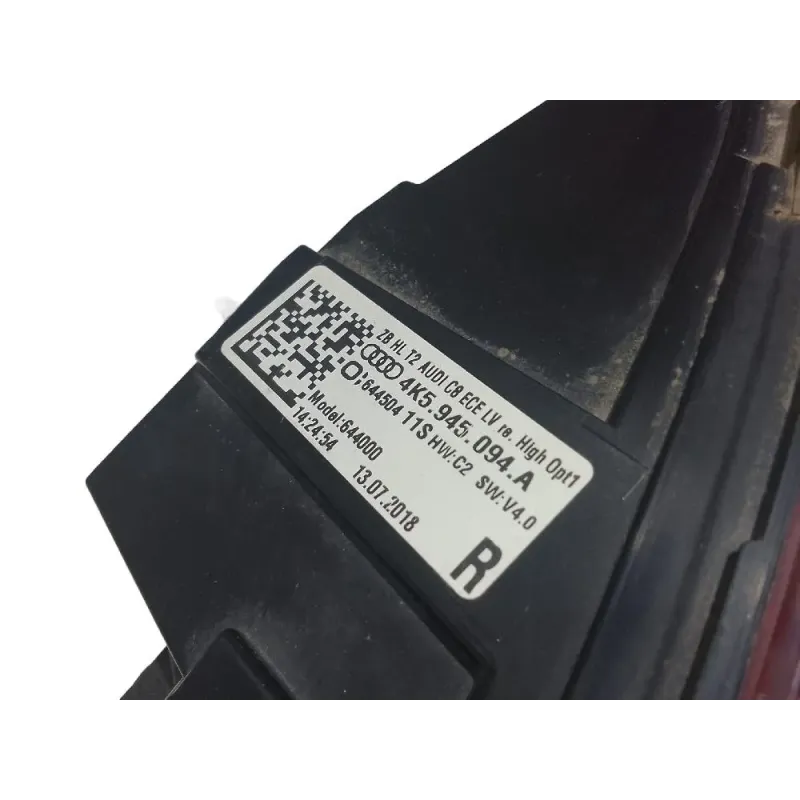 ZB HL T2 AUDI C8 ECE LV re. High Opt1
4K5.945.094.A
644504 11S HW:C2 SW:V4.0
Model:644000
14:24:54 13.07.2018
R